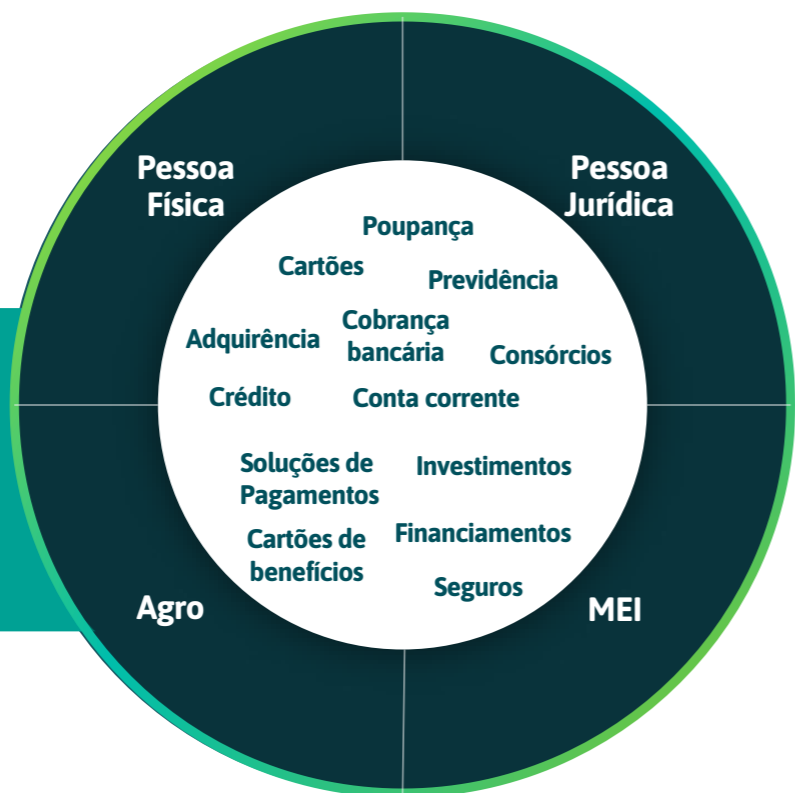 Pessoa
Física
Pessoa
Jurídica
Poupança
Cartões
Previdência
Adquirência
Cobrança
bancária
Consórcios
Crédito
Conta corrente
Soluções de
Pagamentos
Investimentos
Cartões de
benefícios
Financiamentos
Seguros
Agro
MEI